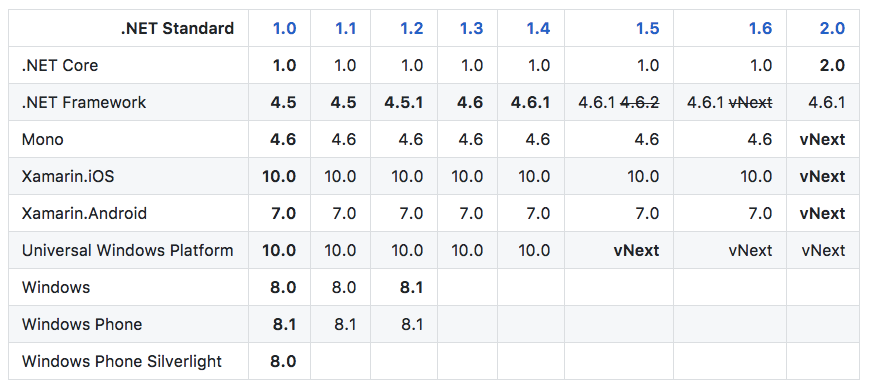 .NET Standard 1.0 1.1 1.2 1.3 1.4 1.5 1.6 2.0
.NET Core 1.0 1.0 1.0 1.0 1.0 1.0 1.0 2.0
.NET Framework 4.5 4.5 4.5.1 4.6 4.6.1 4.6.1 4.6.2 4.6.1 vNext 4.6.1
Mono 4.6 4.6 4.6 4.6 4.6 4.6 4.6 vNext
Xamarin.iOS 10.0 10.0 10.0 10.0 10.0 10.0 10.0 vNext
Xamarin.Android 7.0 7.0 7.0 7.0 7.0 7.0 7.0 vNext
Universal Windows Platform 10.0 10.0 10.0 10.0 10.0 vNext vNext vNext
Windows 8.0 8.0 8.1
Windows Phone 8.1 8.1 8.1
Windows Phone Silverlight 8.0